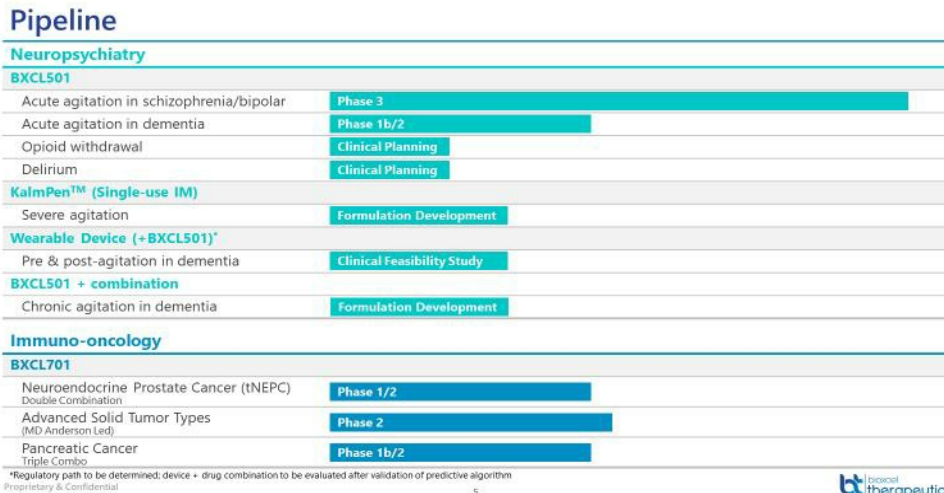 Pipeline
Neuropsychiatry
BXCL501
Acute agitation in schizophrenia/bipolar Phase 3
Acute agitation in dementia Phase 1b/2
Opioid withdrawal Clinical Planning
Delirium Clinical Planning
KalmPen™ (Single-use IM)
Severe agitation Formulation Development
Wearable Device (+BXCL501)*
Pre & post-agitation in dementia Clinical Feasibility Study
BXCL501 + combination
Chronic agitation in dementia Formulation Development
Immuno-oncology
BXCL701
Neuroendocrine Prostate Cancer (tNEPC) Phase 1/2
Double Combination
Advanced Solid Tumor Types Phase 2
(MD Anderson Led)
Pancreatic Cancer Phase 1b/2
Triple Combo
*Regulatory path to be determined; device + drug combination to be evaluated after validation of predictive algorithm
Proprietary & Confidential
5
bt bioxcel
therapeutic